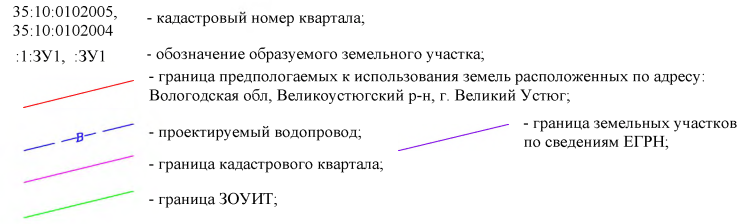 35:10:0102005,
35:10:0102004
- кадастровый номер квартала;
:1:ЗУ1, :ЗУ1
- обозначение образуемого земельного участка;
- граница предпологаемых к использования земель расположенных по адресу:
Вологодская обл, Великоустюгский р-н, г. Великий Устюг;
В
- проектируемый водопровод;
- граница земельных участков
по сведениям ЕГРН;
- граница кадастрового квартала;
- граница ЗОУИТ;